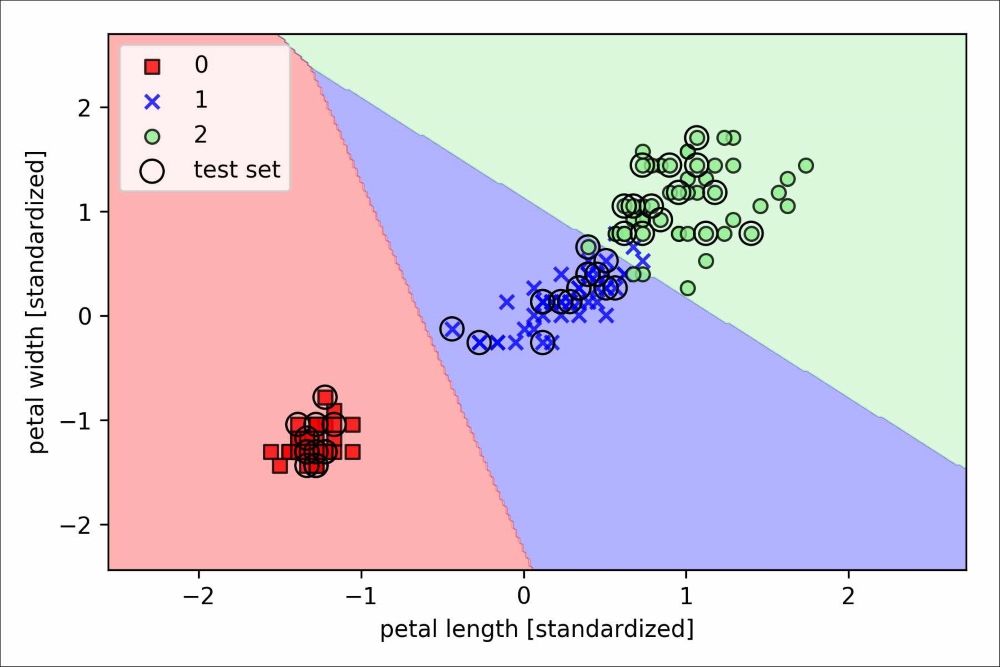 0
1
2
test set
2
1
0
−1
−2
petal width [standardized]
−2 −1 0 1 2
petal length [standardized]